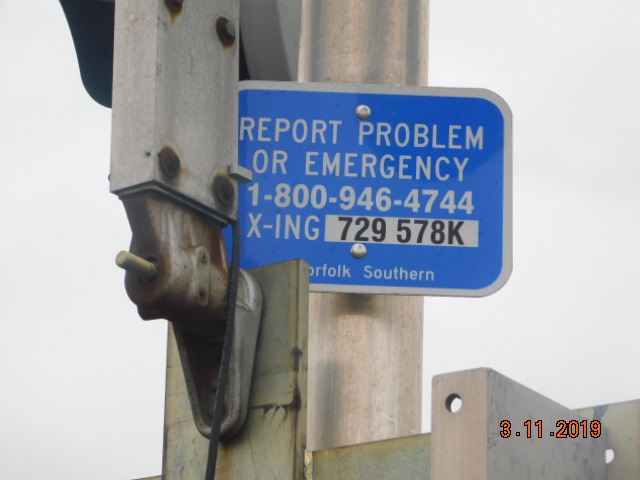 REPORT PROBLEM
OR EMERGENCY
1-800-946-4744
X-ING 729 578K
orfolk Southern
3.11.2019